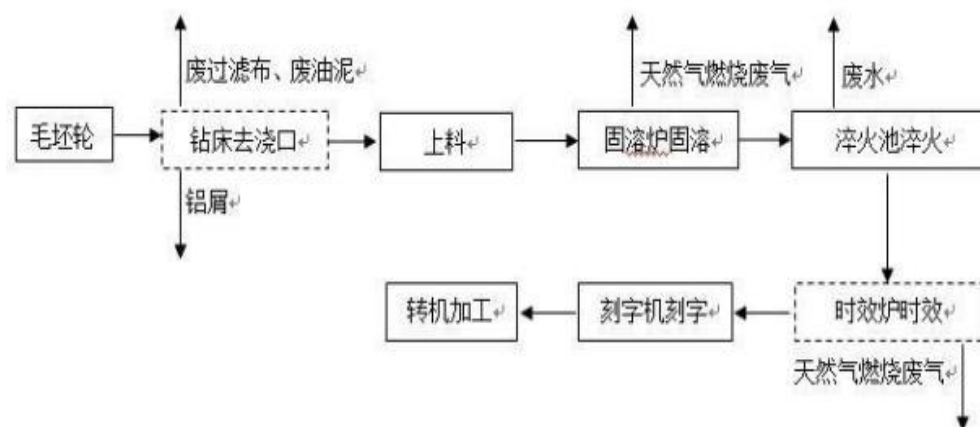 废过滤布、废油泥
天然气燃烧废气
废水
毛坯轮
钻床去浇口
上料
固溶炉固溶
淬火池淬火
铝屑
转机加工
刻字机刻字
时效炉时效
天然气燃烧废气